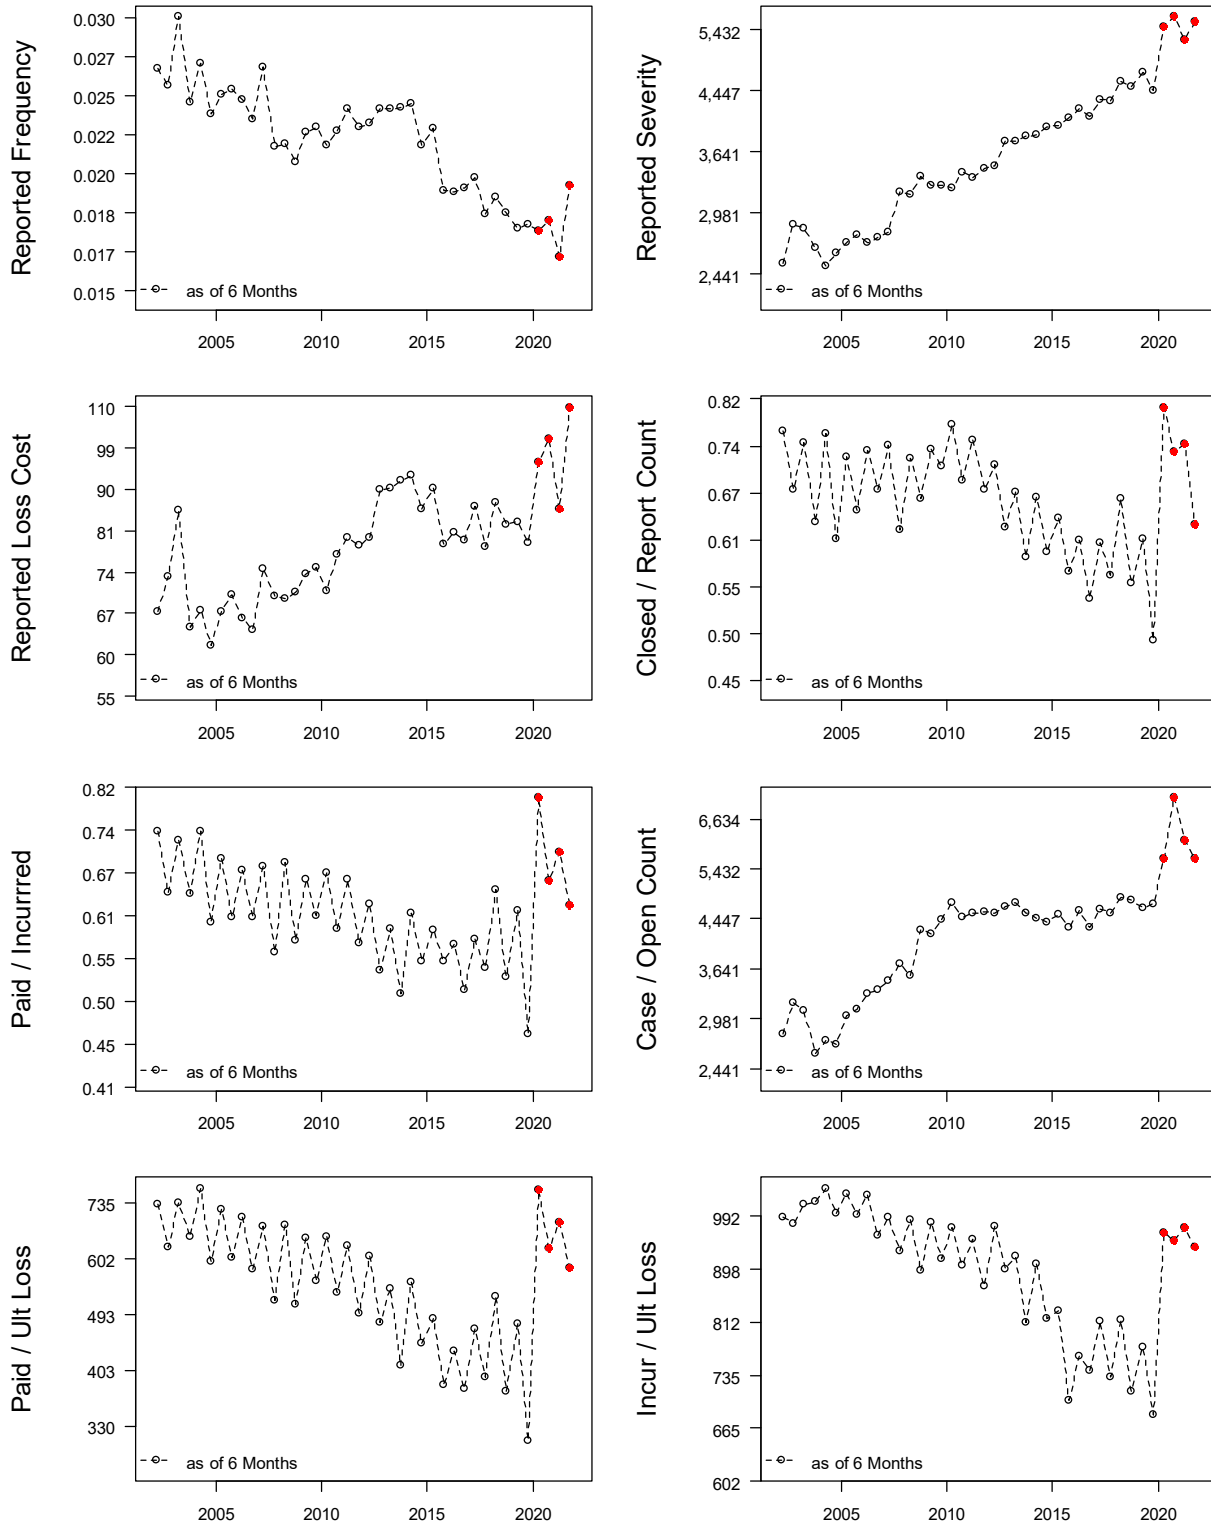 Reported Frequency
0.030
0.027
0.025
0.022
0.020
0.018
0.017
0.015
as of 6 Months
2005 2010 2015 2020
Reported Severity
5,432
4,447
3,641
2,981
2,441
as of 6 Months
2005 2010 2015 2020
Reported Loss Cost
110
99
90
81
74
67
60
55
as of 6 Months
2005 2010 2015 2020
Closed / Report Count
0.82
0.74
0.67
0.61
0.55
0.50
0.45
as of 6 Months
2005 2010 2015 2020
Paid / Incurrred
0.82
0.74
0.67
0.61
0.55
0.50
0.45
0.41
as of 6 Months
2005 2010 2015 2020
Case / Open Count
6,634
5,432
4,447
3,641
2,981
2,441
as of 6 Months
2005 2010 2015 2020
Paid / Ult Loss
735
602
493
403
330
as of 6 Months
2005 2010 2015 2020
Incur / Ult Loss
992
898
812
735
665
602
as of 6 Months
2005 2010 2015 2020